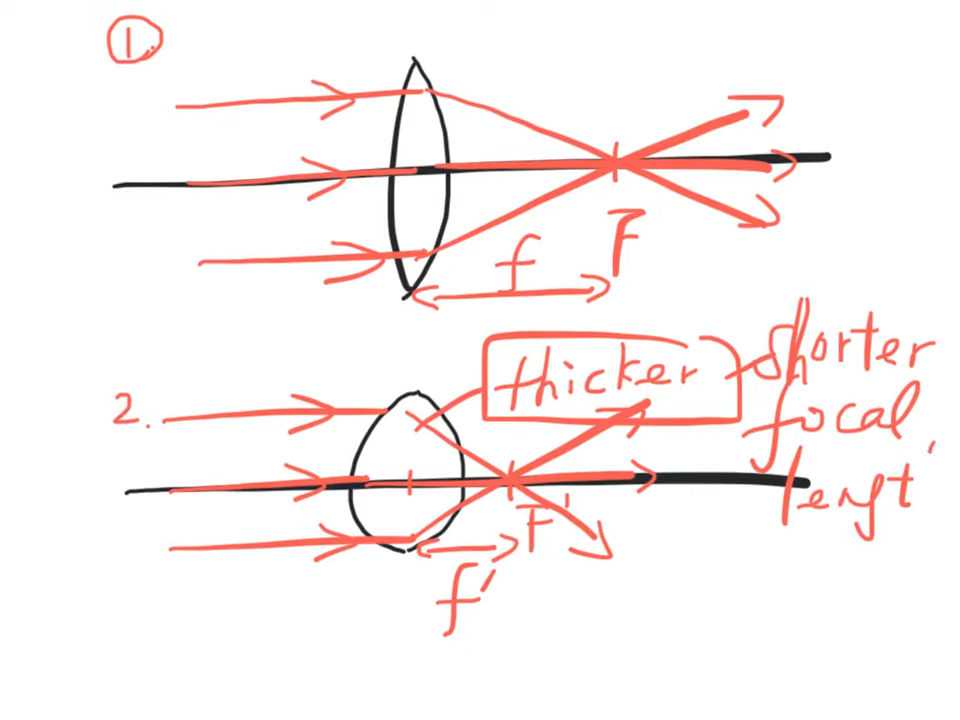 1
F
f
thicker shorter
2. focal
lengt
F'
f'